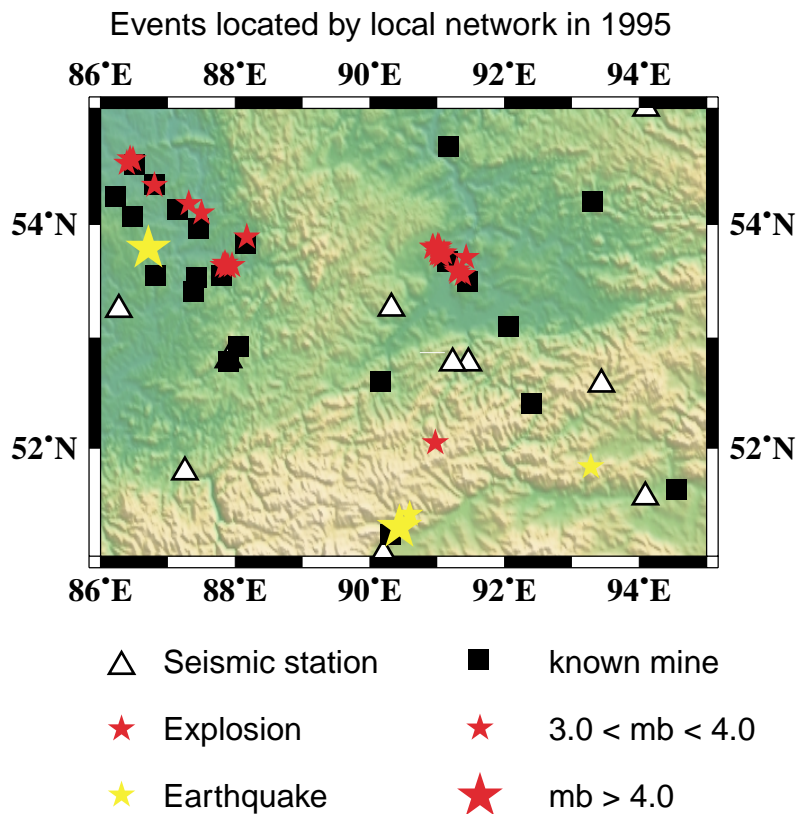 Events located by local network in 1995
86°E 88°E 90°E 92°E 94°E
54°N 54°N
52°N 52°N
86°E 88°E 90°E 92°E 94°E
Seismic station known mine
Explosion 3.0 < mb < 4.0
Earthquake mb > 4.0